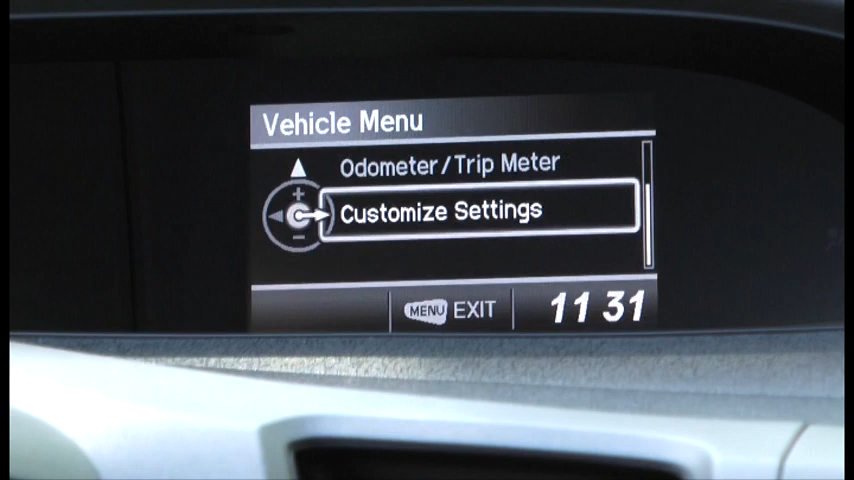 Vehicle Menu
Odometer/Trip Meter
+
Customize Settings
−
MENU EXIT 11 31